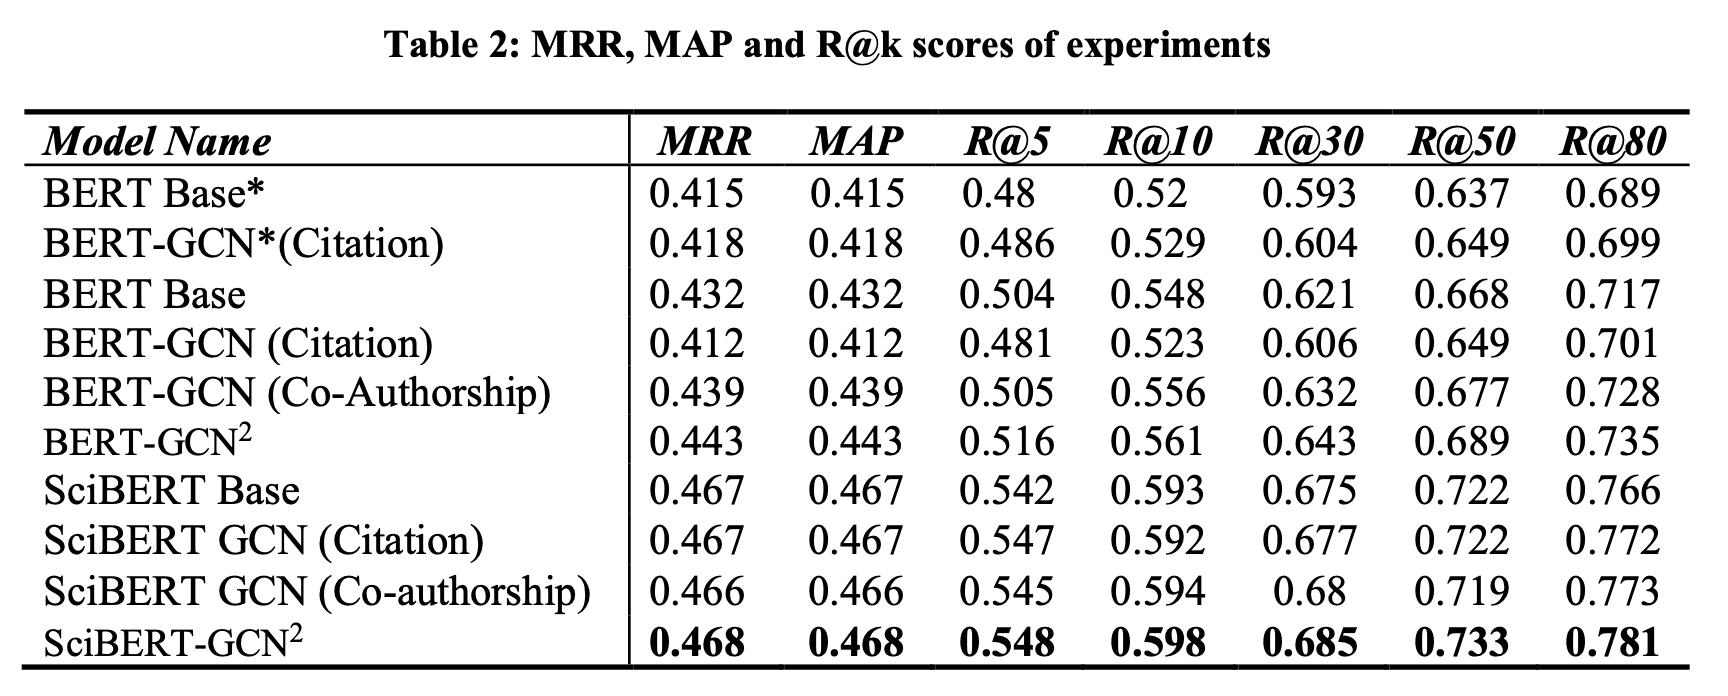 Table 2: MRR, MAP and R@k scores of experiments
Model Name MRR MAP R@5 R@10 R@30 R@50 R@80
BERT Base* 0.415 0.415 0.48 0.52 0.593 0.637 0.689
BERT-GCN*(Citation) 0.418 0.418 0.486 0.529 0.604 0.649 0.699
BERT Base 0.432 0.432 0.504 0.548 0.621 0.668 0.717
BERT-GCN (Citation) 0.412 0.412 0.481 0.523 0.606 0.649 0.701
BERT-GCN (Co-Authorship) 0.439 0.439 0.505 0.556 0.632 0.677 0.728
BERT-GCN² 0.443 0.443 0.516 0.561 0.643 0.689 0.735
SciBERT Base 0.467 0.467 0.542 0.593 0.675 0.722 0.766
SciBERT GCN (Citation) 0.467 0.467 0.547 0.592 0.677 0.722 0.772
SciBERT GCN (Co-authorship) 0.466 0.466 0.545 0.594 0.68 0.719 0.773
SciBERT-GCN² 0.468 0.468 0.548 0.598 0.685 0.733 0.781